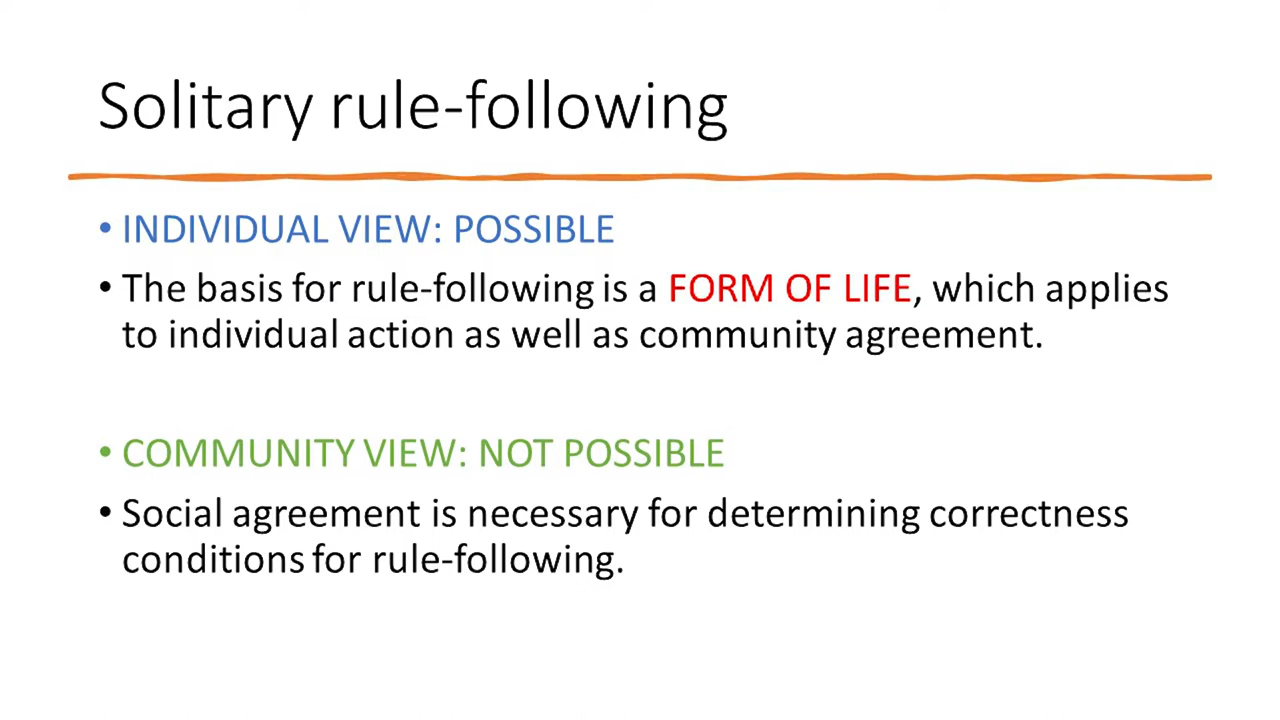 Solitary rule-following
• INDIVIDUAL VIEW: POSSIBLE
• The basis for rule-following is a FORM OF LIFE, which applies
to individual action as well as community agreement.
• COMMUNITY VIEW: NOT POSSIBLE
• Social agreement is necessary for determining correctness
conditions for rule-following.